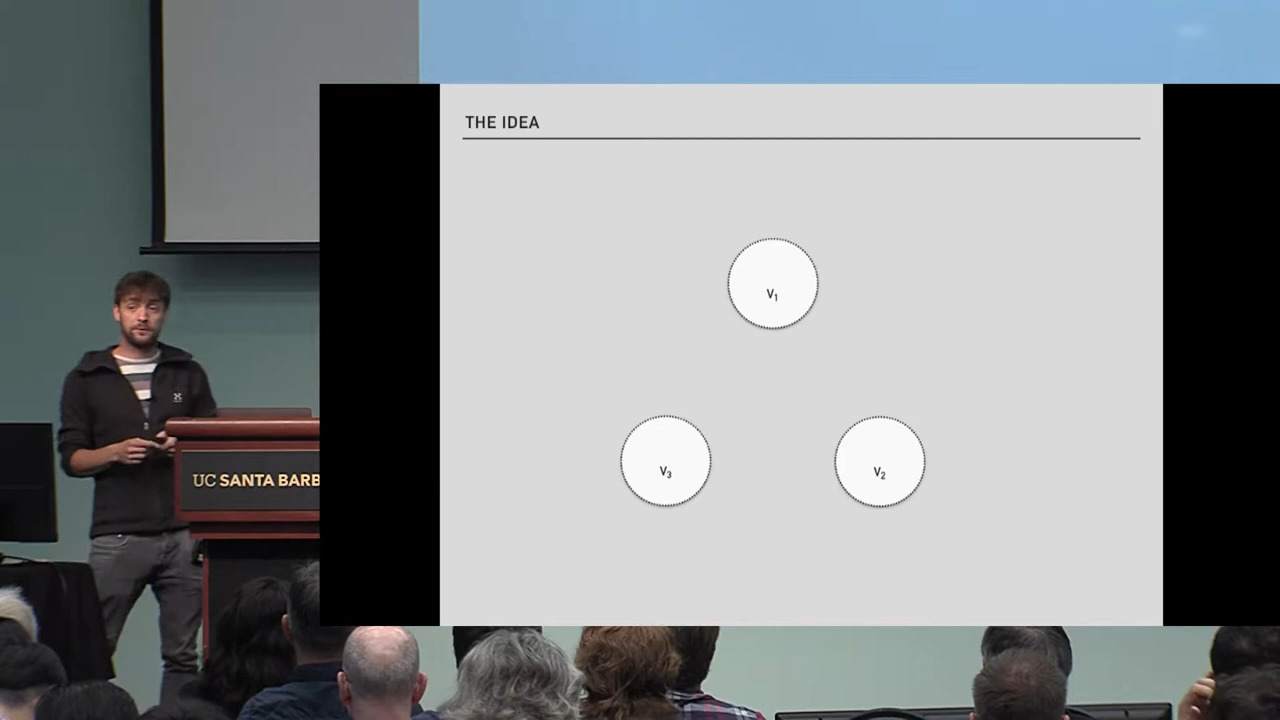 THE IDEA
V₁
V₃
V₂
UC SANTA BARB